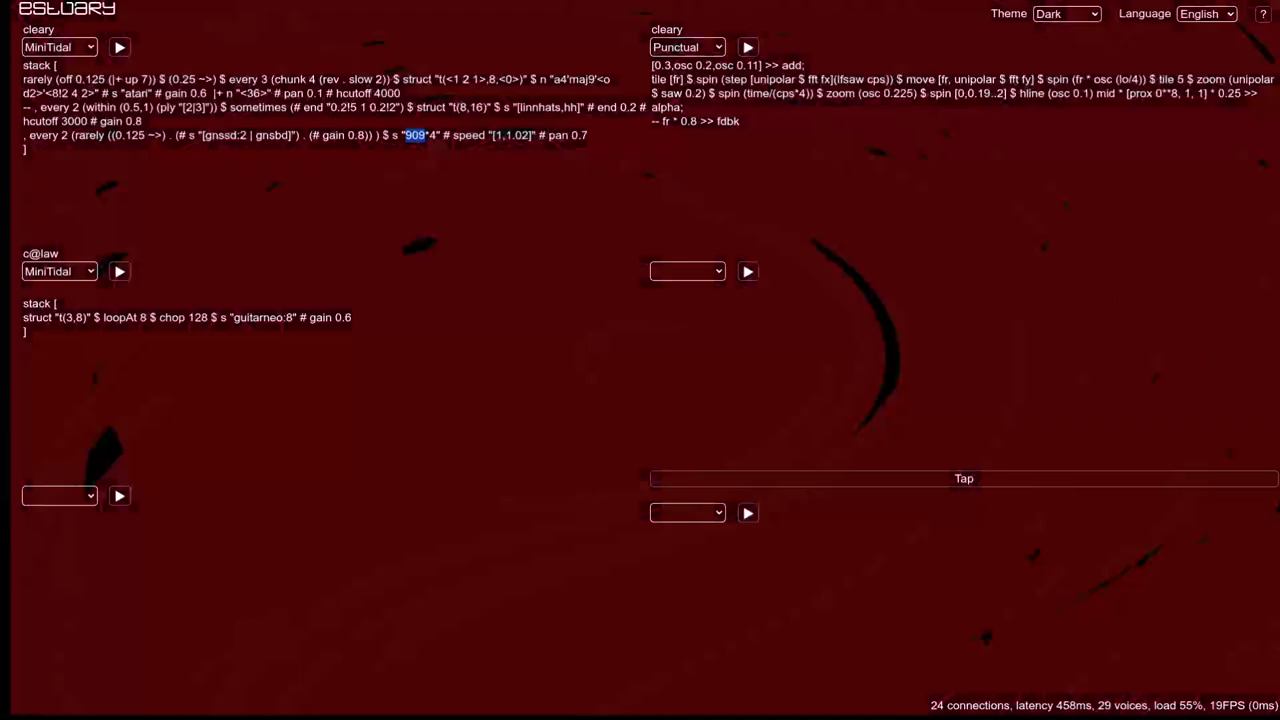 estuary
Theme Dark Language English ?
cleary
MiniTidal
stack [
rarely (off 0.125 (|+ up 7)) $ (0.25 ~>) $ every 3 (chunk 4 (rev . slow 2)) $ struct "t(<1 2 1>,8,<0>)" $ n "a4'maj9'<o
d2>'<8!2 4 2>" # s "atari" # gain 0.6 |+ n "<36>" # pan 0.1 # hcutoff 4000
-- , every 2 (within (0.5,1) (ply "[2|3]")) $ sometimes (# end "0.2!5 1 0.2!2") $ struct "t(8,16)" $ s "[linnhats,hh]" # end 0.2 #
hcutoff 3000 # gain 0.8
, every 2 (rarely ((0.125 ~>) . (# s "[gnssd:2 | gnsbd]") . (# gain 0.8)) ) $ s "909*4" # speed "[1,1.02]" # pan 0.7
]
cleary
Punctual
[0.3,osc 0.2,osc 0.11] >> add;
tile [fr] $ spin (step [unipolar $ fft fx](lfsaw cps)) $ move [fr, unipolar $ fft fy] $ spin (fr * osc (lo/4)) $ tile 5 $ zoom (unipolar
$ saw 0.2) $ spin (time/(cps*4)) $ zoom (osc 0.225) $ spin [0,0.19..2] $ hline (osc 0.1) mid * [prox 0**8, 1, 1] * 0.25 >>
alpha;
-- fr * 0.8 >> fdbk
c@law
MiniTidal
stack [
struct "t(3,8)" $ loopAt 8 $ chop 128 $ s "guitarneo:8" # gain 0.6
]
Tap
24 connections, latency 458ms, 29 voices, load 55%, 19FPS (0ms)